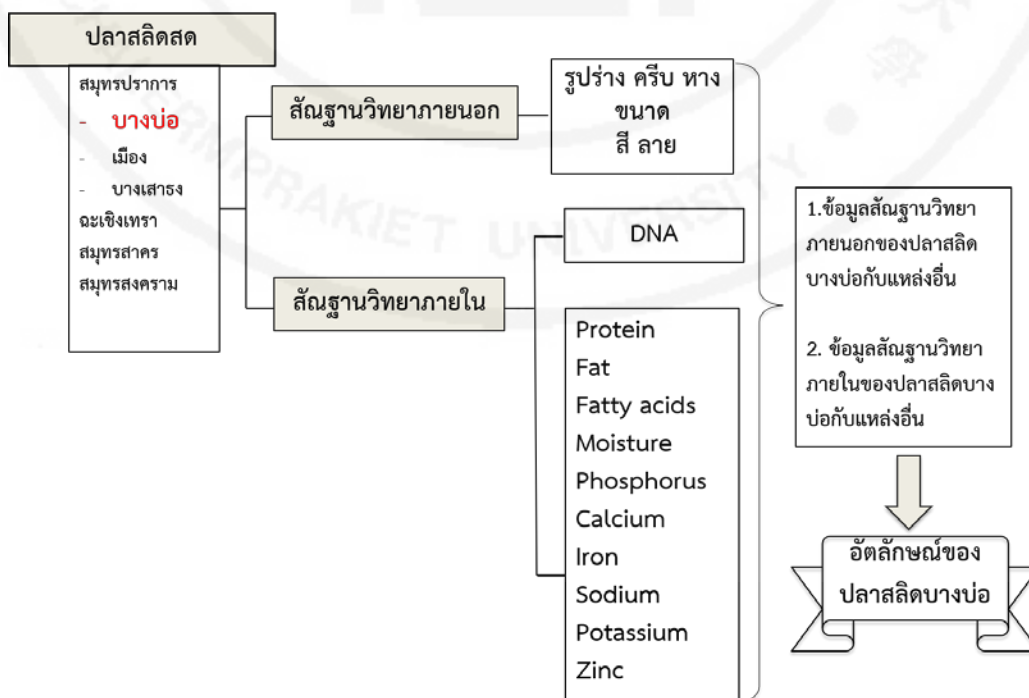 ปลาสลิดสด
สมุทรปราการ
- บางบ่อ
- เมือง
- บางเสาธง
ฉะเชิงเทรา
สมุทรสาคร
สมุทรสงคราม
สัณฐานวิทยาภายนอก
รูปร่าง ครีบ หาง
ขนาด
สี ลาย
สัณฐานวิทยาภายใน
DNA
Protein
Fat
Fatty acids
Moisture
Phosphorus
Calcium
Iron
Sodium
Potassium
Zinc
1.ข้อมูลสัณฐานวิทยา
ภายนอกของปลาสลิด
บางบ่อกับแหล่งอื่น
2. ข้อมูลสัณฐานวิทยา
ภายในของปลาสลิดบาง
บ่อกับแหล่งอื่น
อัตลักษณ์ของ
ปลาสลิดบางบ่อ
PRAKIET UNIVERSITY